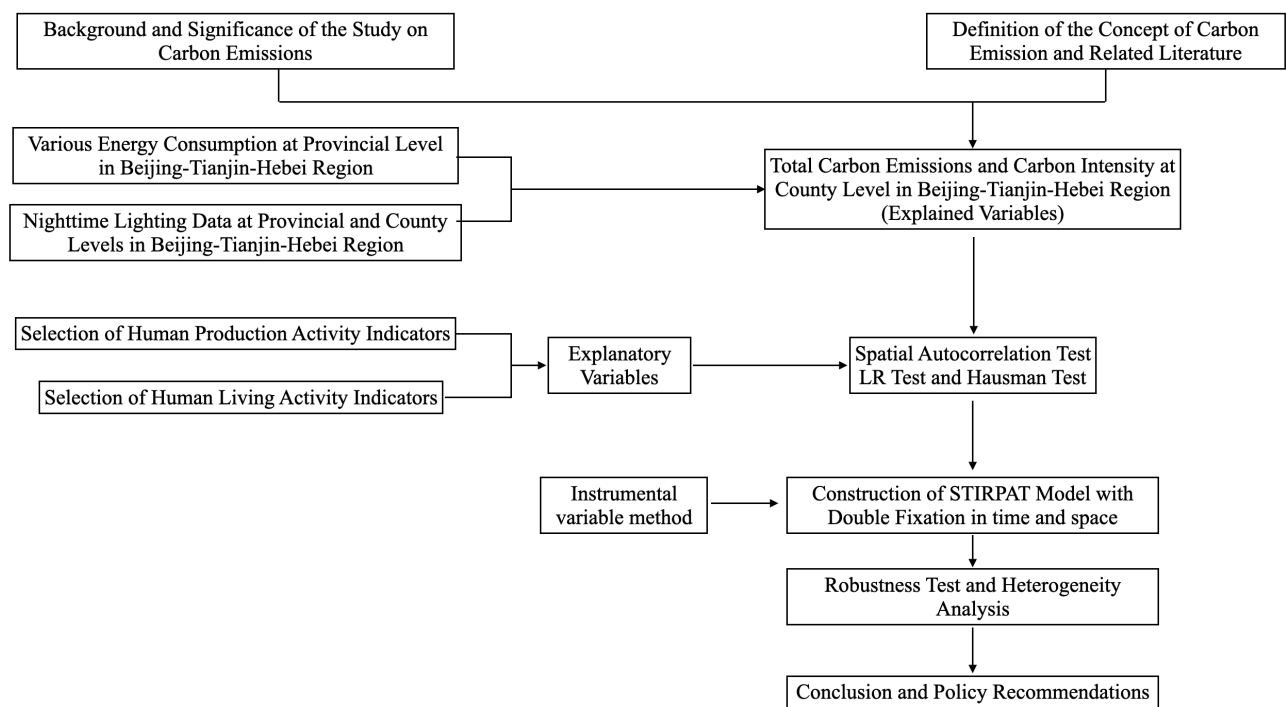 Background and Significance of the Study on
Carbon Emissions
Definition of the Concept of Carbon
Emission and Related Literature
Various Energy Consumption at Provincial Level
in Beijing-Tianjin-Hebei Region
Total Carbon Emissions and Carbon Intensity at
County Level in Beijing-Tianjin-Hebei Region
(Explained Variables)
Nighttime Lighting Data at Provincial and County
Levels in Beijing-Tianjin-Hebei Region
Selection of Human Production Activity Indicators
Selection of Human Living Activity Indicators
Explanatory
Variables
Spatial Autocorrelation Test
LR Test and Hausman Test
Instrumental
variable method
Construction of STIRPAT Model with
Double Fixation in time and space
Robustness Test and Heterogeneity
Analysis
Conclusion and Policy Recommendations